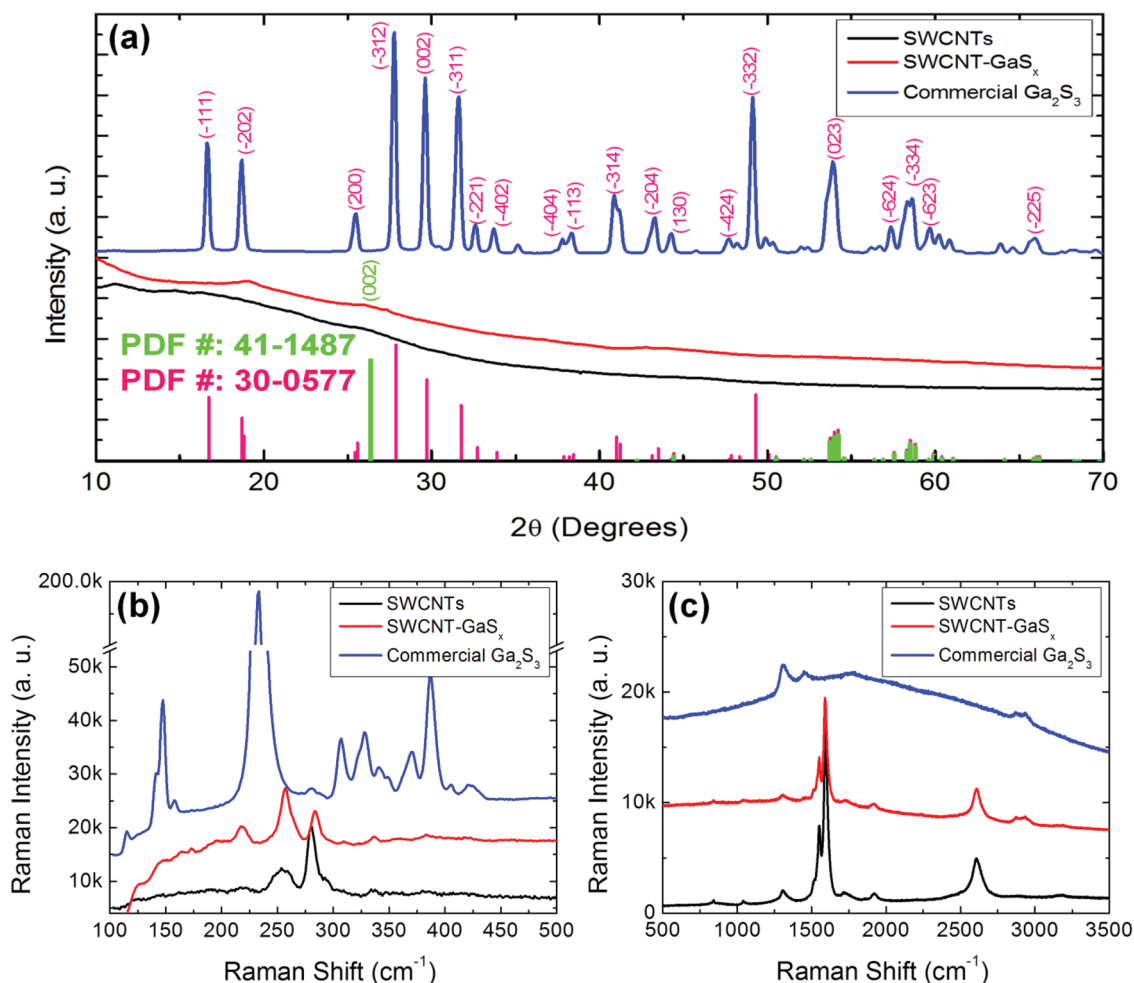 (a)
SWCNTs
SWCNT-GaSₓ
Commercial Ga₂S₃
(-111)
(-202)
(200)
(-312)
(002)
(-311)
(-221)
(-402)
(-404)
(-113)
(-314)
(-204)
(130)
(-424)
(-332)
(023)
(-624)
(-334)
(-623)
(-225)
(002)
PDF #: 41-1487
PDF #: 30-0577
Intensity (a. u.)
10 20 30 40 50 60 70
2θ (Degrees)
(b)
SWCNTs
SWCNT-GaSₓ
Commercial Ga₂S₃
200.0k
50k
40k
30k
20k
10k
Raman Intensity (a. u.)
100 150 200 250 300 350 400 450 500
Raman Shift (cm⁻¹)
(c)
SWCNTs
SWCNT-GaSₓ
Commercial Ga₂S₃
30k
20k
10k
0
Raman Intensity (a. u.)
500 1000 1500 2000 2500 3000 3500
Raman Shift (cm⁻¹)